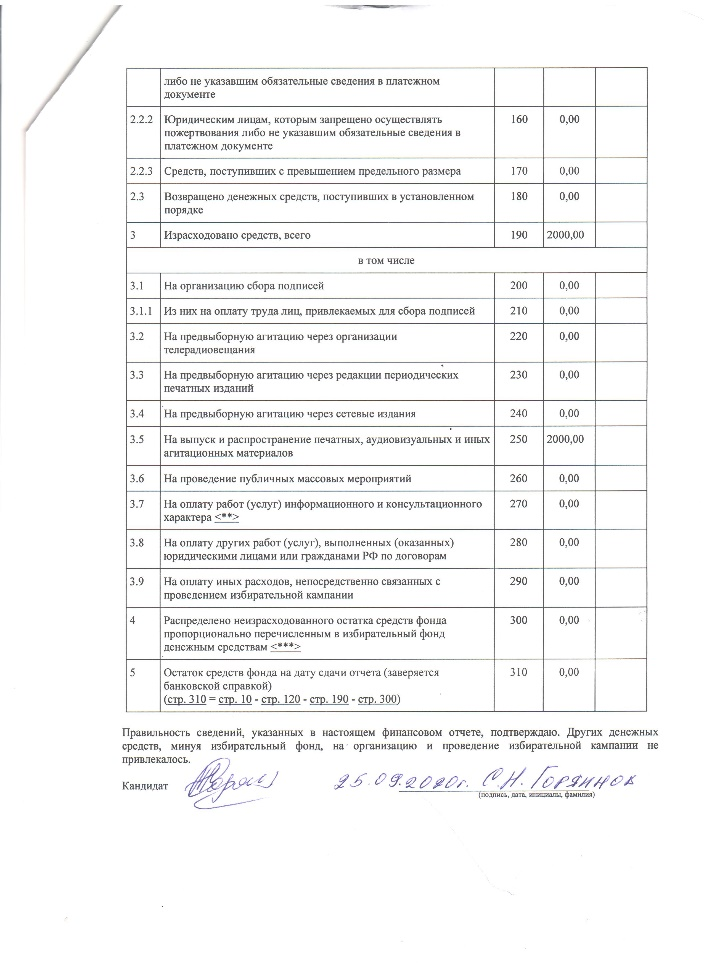 либо не указавшим обязательные сведения в платежном
документе
2.2.2 Юридическим лицам, которым запрещено осуществлять 160 0,00
пожертвования либо не указавшим обязательные сведения в
платежном документе
2.2.3 Средств, поступивших с превышением предельного размера 170 0,00
2.3 Возвращено денежных средств, поступивших в установленном 180 0,00
порядке
3 Израсходовано средств, всего 190 2000,00
в том числе
3.1 На организацию сбора подписей 200 0,00
3.1.1 Из них на оплату труда лиц, привлекаемых для сбора подписей 210 0,00
3.2 На предвыборную агитацию через организации 220 0,00
телерадиовещания
3.3 На предвыборную агитацию через редакции периодических 230 0,00
печатных изданий
3.4 На предвыборную агитацию через сетевые издания 240 0,00
3.5 На выпуск и распространение печатных, аудиовизуальных и иных 250 2000,00
агитационных материалов
3.6 На проведение публичных массовых мероприятий 260 0,00
3.7 На оплату работ (услуг) информационного и консультационного 270 0,00
характера <**>
3.8 На оплату других работ (услуг), выполненных (оказанных) 280 0,00
юридическими лицами или гражданами РФ по договорам
3.9 На оплату иных расходов, непосредственно связанных с 290 0,00
проведением избирательной кампании
4 Распределено неизрасходованного остатка средств фонда 300 0,00
пропорционально перечисленным в избирательный фонд
денежным средствам <***>
5 Остаток средств фонда на дату сдачи отчета (заверяется 310 0,00
банковской справкой)
(стр. 310 = стр. 10 - стр. 120 - стр. 190 - стр. 300)
Правильность сведений, указанных в настоящем финансовом отчете, подтверждаю. Других денежных
средств, минуя избирательный фонд, на организацию и проведение избирательной кампании не
привлекалось.
Кандидат 25.09.2020г. С.Н. Горяинов
(подпись, дата, инициалы, фамилия)